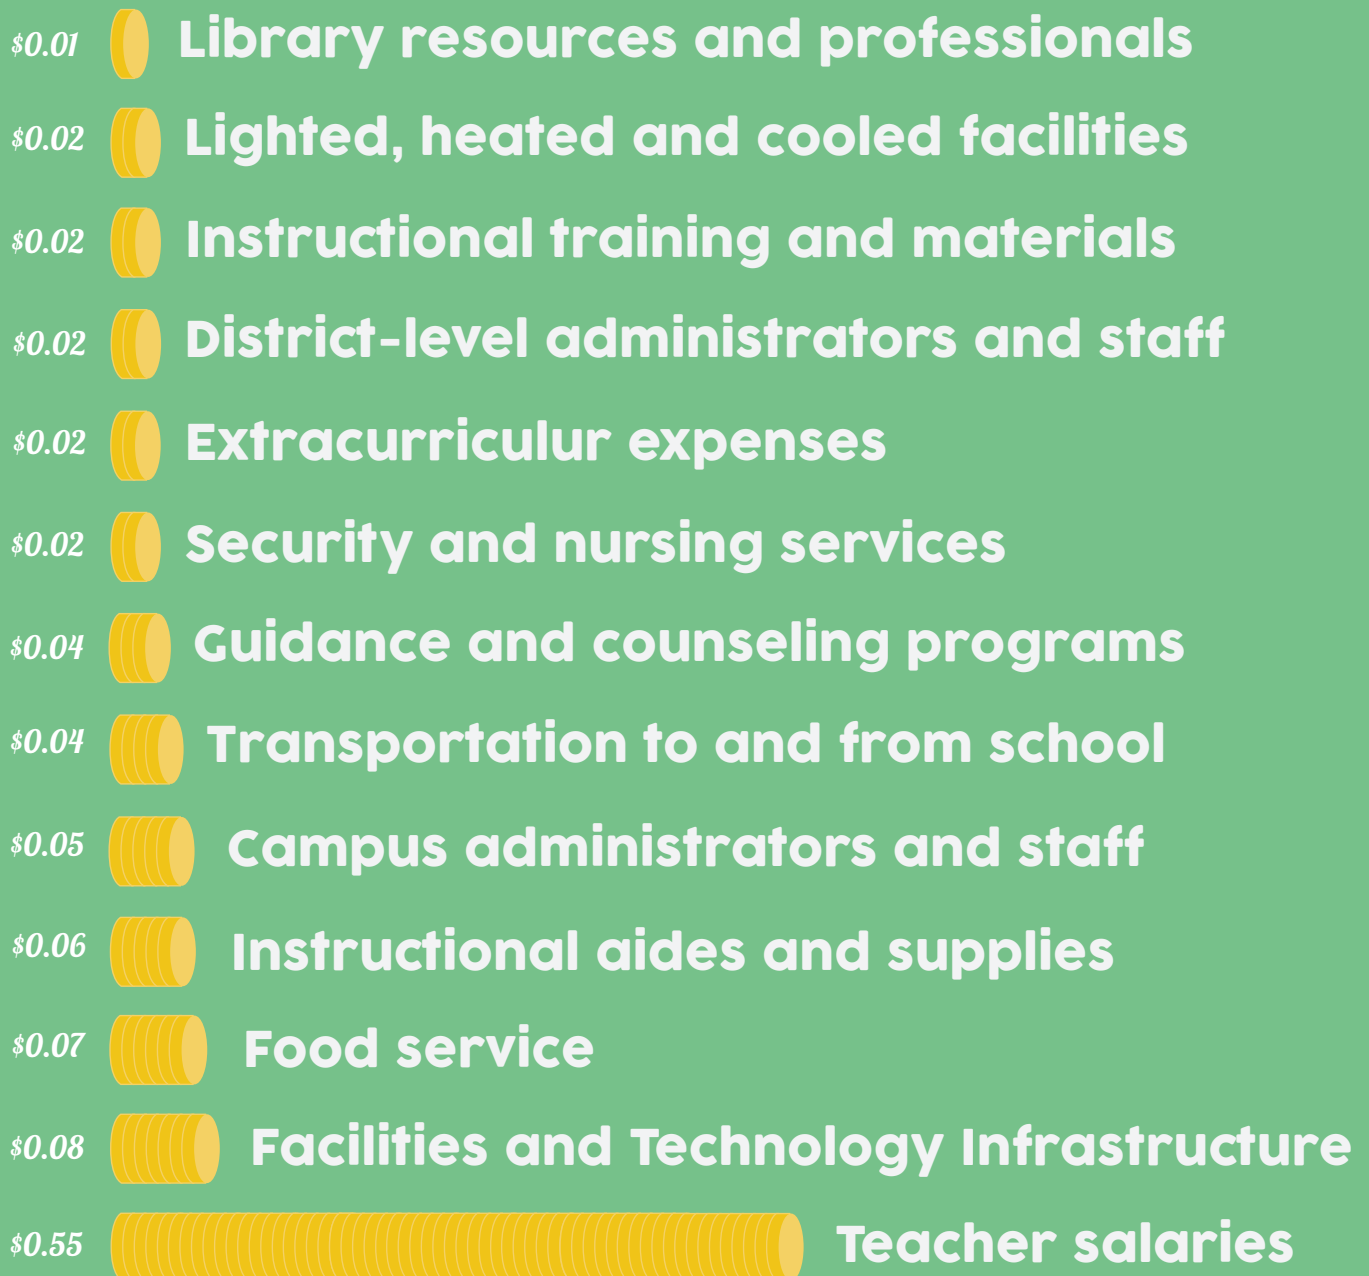 $0.01 Library resources and professionals
$0.02 Lighted, heated and cooled facilities
$0.02 Instructional training and materials
$0.02 District-level administrators and staff
$0.02 Extracurriculur expenses
$0.02 Security and nursing services
$0.04 Guidance and counseling programs
$0.04 Transportation to and from school
$0.05 Campus administrators and staff
$0.06 Instructional aides and supplies
$0.07 Food service
$0.08 Facilities and Technology Infrastructure
$0.55 Teacher salaries